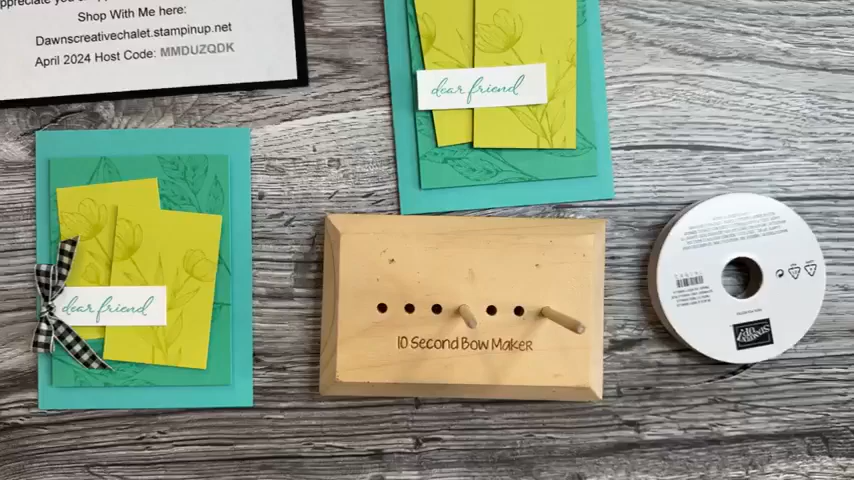 Shop With Me here:
Dawnscreativechalet.stampinup.net
April 2024 Host Code: MMDUZQDK
dear friend
dear friend
10 Second Bow Maker